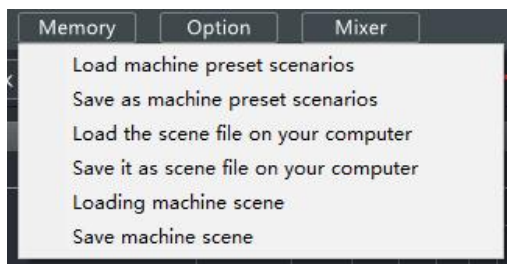 Memory Option Mixer
Load machine preset scenarios
Save as machine preset scenarios
Load the scene file on your computer
Save it as scene file on your computer
Loading machine scene
Save machine scene